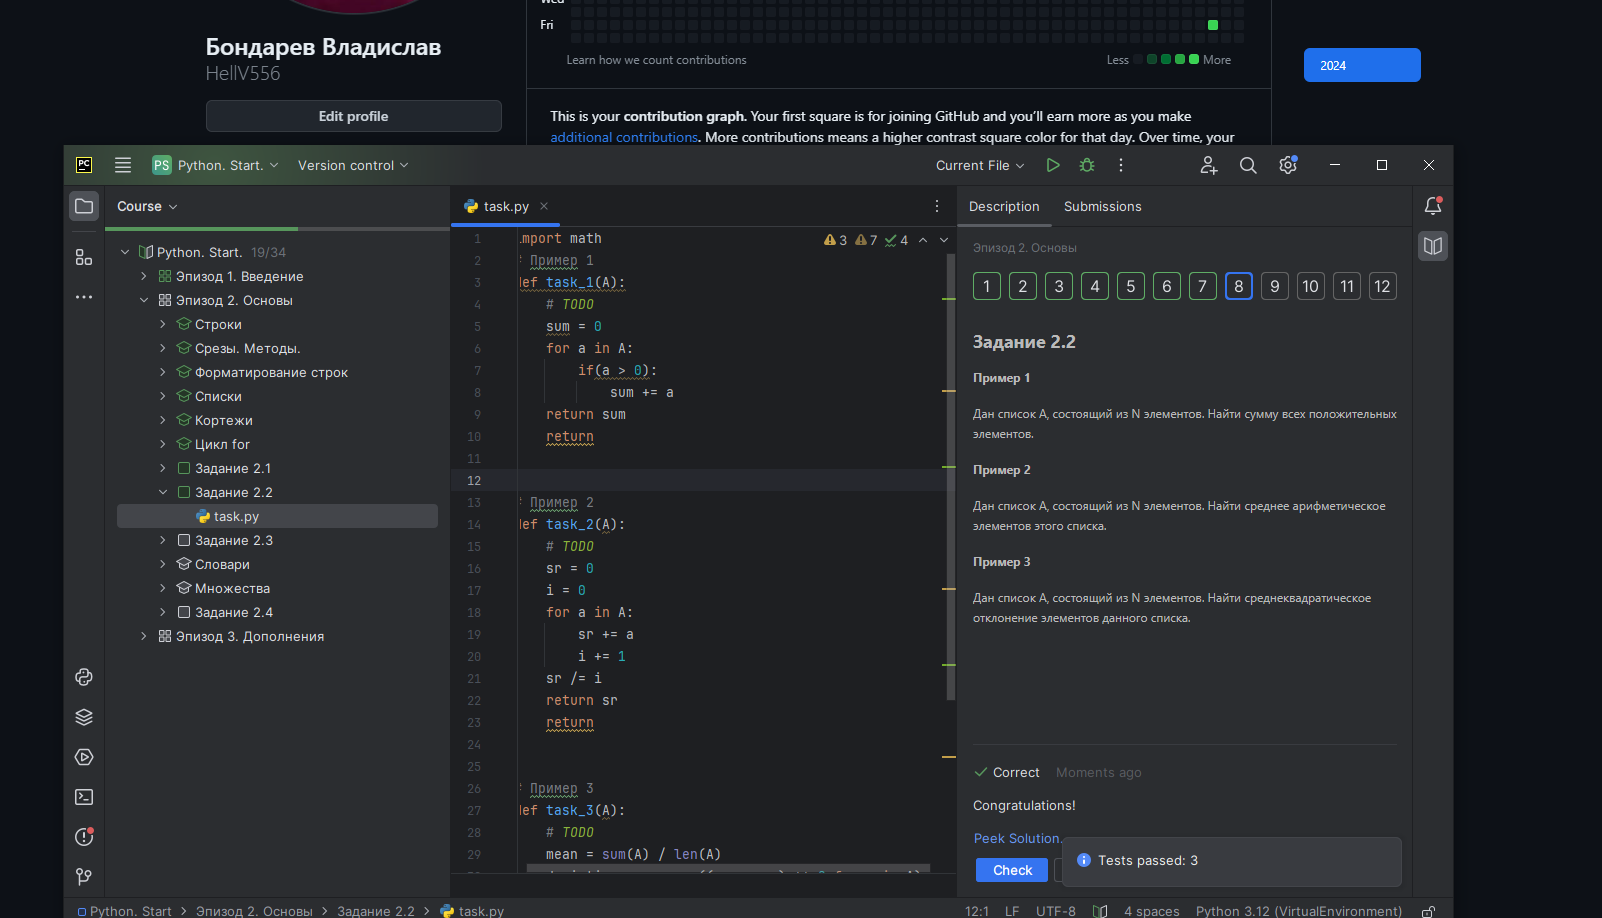 Wed
Fri
Learn how we count contributions
Less
More
2024
Бондарев Владислав
HellV556
Edit profile
This is your contribution graph. Your first square is for joining GitHub and you'll earn more as you make
additional contributions. More contributions means a higher contrast square color for that day. Over time, your
PC
PS Python. Start.
Version control
Current File
Course
Python. Start. 19/34
Эпизод 1. Введение
Эпизод 2. Основы
Строки
Срезы. Методы.
Форматирование строк
Списки
Кортежи
Цикл for
Задание 2.1
Задание 2.2
task.py
Задание 2.3
Словари
Множества
Задание 2.4
Эпизод 3. Дополнения
task.py
3 7 4
1 mport math
2 Пример 1
3 ef task_1(A):
4 # TODO
5 sum = 0
6 for a in A:
7 if(a > 0):
8 sum += a
9 return sum
10 return
11
12
13 Пример 2
14 ef task_2(A):
15 # TODO
16 sr = 0
17 i = 0
18 for a in A:
19 sr += a
20 i += 1
21 sr /= i
22 return sr
23 return
24
25
26 Пример 3
27 ef task_3(A):
28 # TODO
29 mean = sum(A) / len(A)
Description
Submissions
Эпизод 2. Основы
1 2 3 4 5 6 7 8 9 10 11 12
Задание 2.2
Пример 1
Дан список А, состоящий из N элементов. Найти сумму всех положительных
элементов.
Пример 2
Дан список А, состоящий из N элементов. Найти среднее арифметическое
элементов этого списка.
Пример 3
Дан список А, состоящий из N элементов. Найти среднеквадратическое
отклонение элементов данного списка.
Correct Moments ago
Congratulations!
Peek Solution
Check
Tests passed: 3
Python. Start > Эпизод 2. Основы > Задание 2.2 > task.py
12:1 LF UTF-8 4 spaces Python 3.12 (VirtualEnvironment)